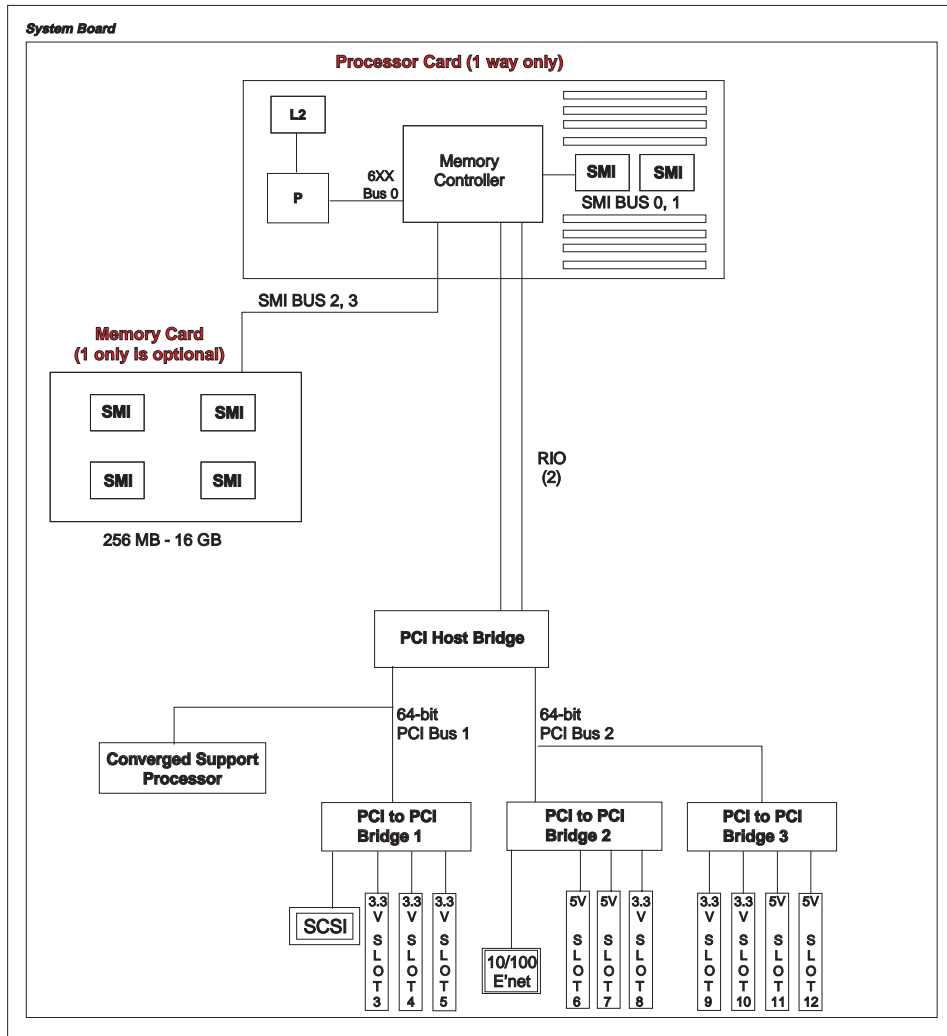 System Board
Processor Card (1 way only)
L2
P
6XX
Bus 0
Memory
Controller
SMI
SMI
SMI BUS 0, 1
SMI BUS 2, 3
Memory Card
(1 only is optional)
SMI
SMI
SMI
SMI
256 MB - 16 GB
RIO
(2)
PCI Host Bridge
64-bit
PCI Bus 1
64-bit
PCI Bus 2
Converged Support
Processor
PCI to PCI
Bridge 1
PCI to PCI
Bridge 2
PCI to PCI
Bridge 3
SCSI
3.3 V SLOT 3
3.3 V SLOT 4
3.3 V SLOT 5
10/100
E'net
5V SLOT 6
5V SLOT 7
3.3 V SLOT 8
3.3 V SLOT 9
3.3 V SLOT 10
5V SLOT 11
5V SLOT 12